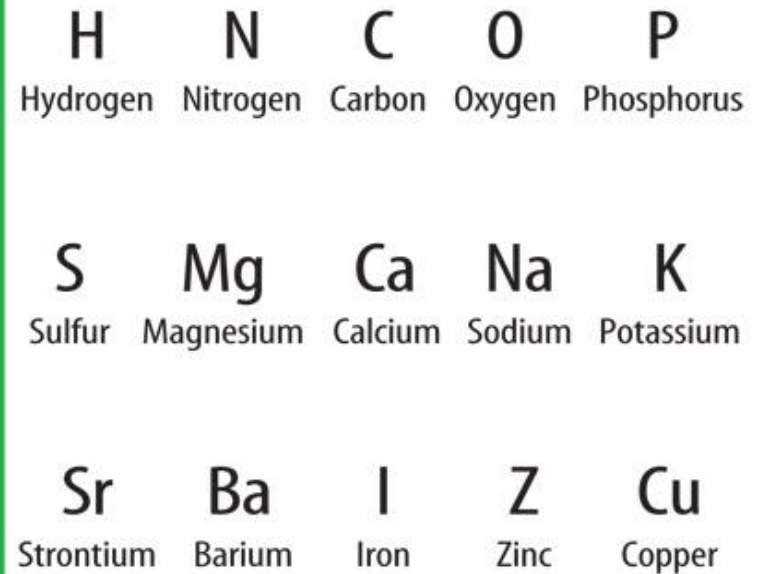 H N C O P
Hydrogen Nitrogen Carbon Oxygen Phosphorus
S Mg Ca Na K
Sulfur Magnesium Calcium Sodium Potassium
Sr Ba I Z Cu
Strontium Barium Iron Zinc Copper